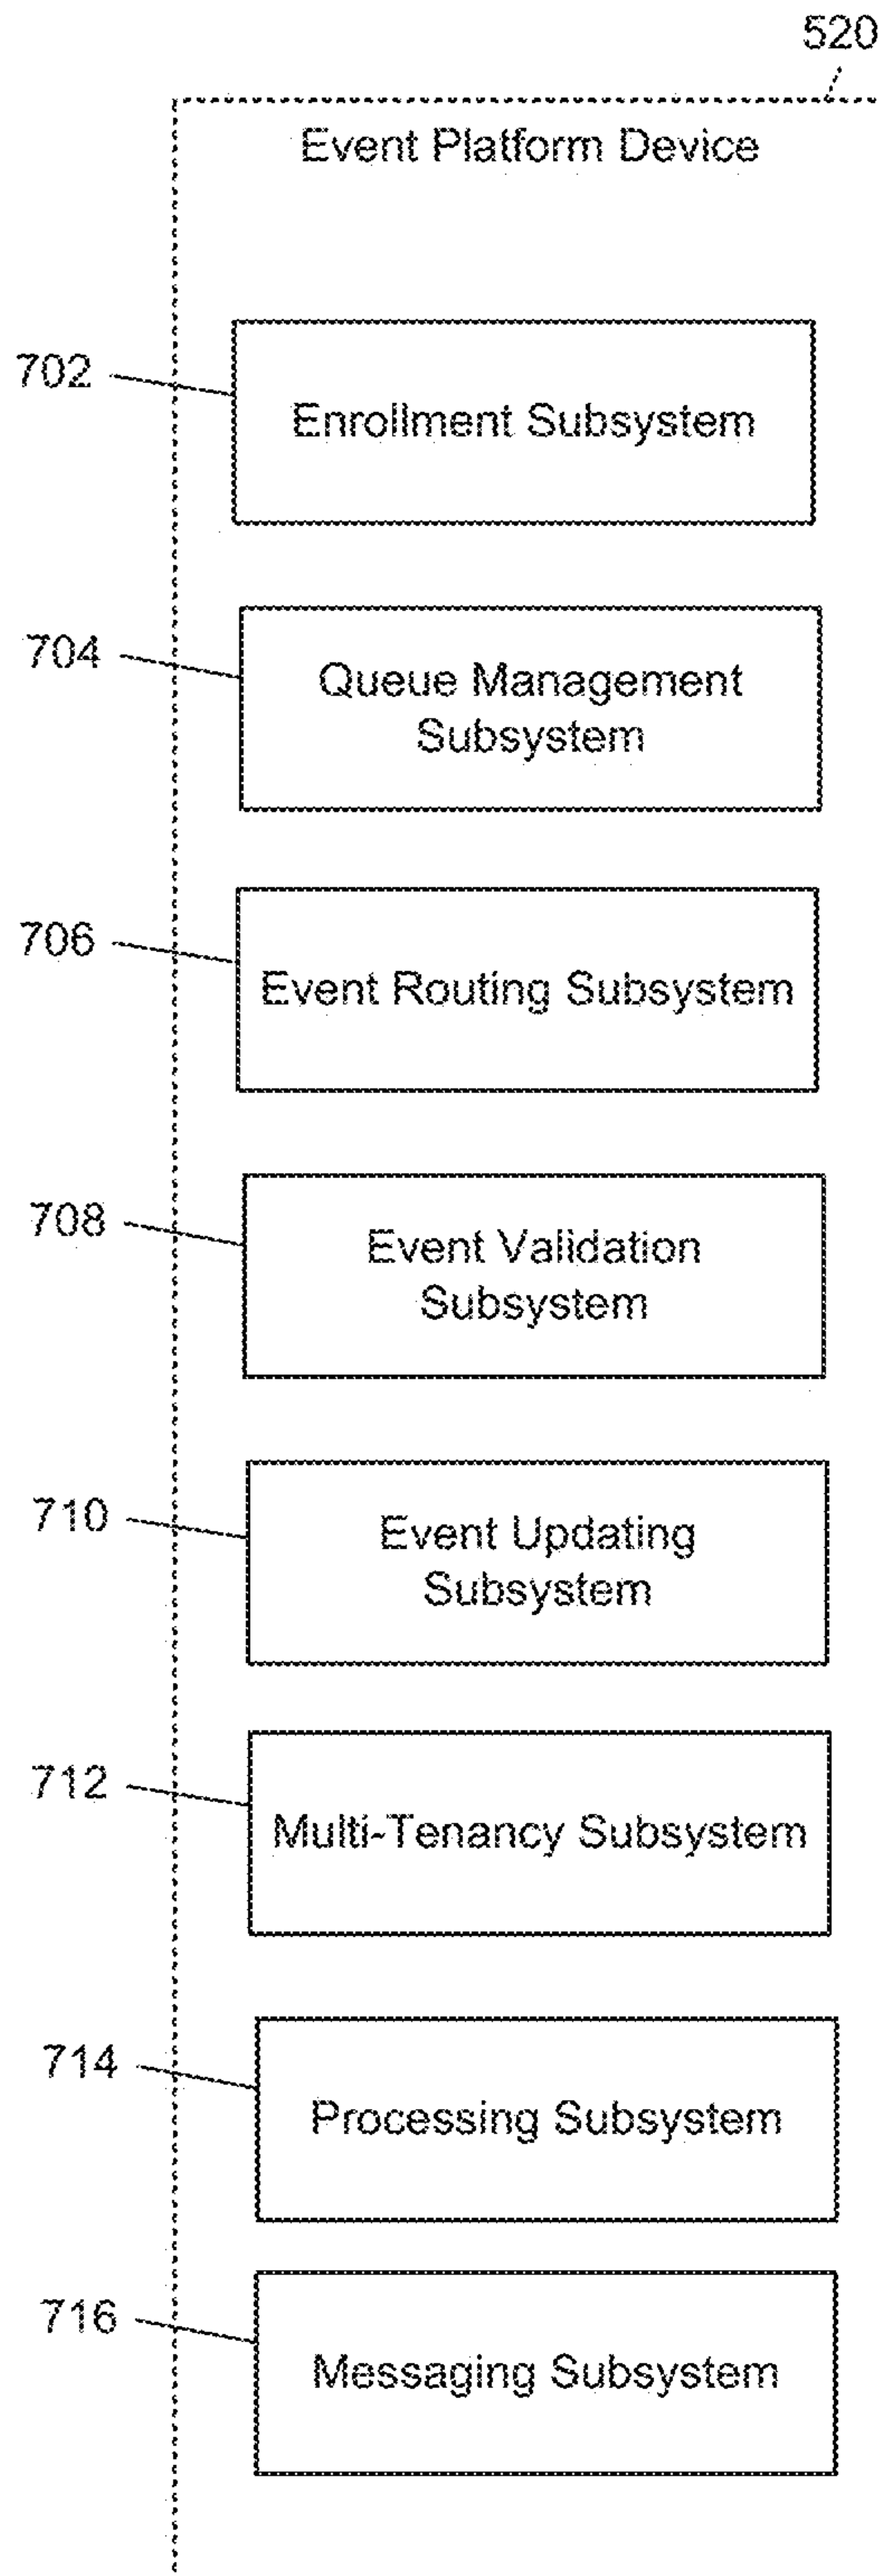 520
Event Platform Device
702
Enrollment Subsystem
704
Queue Management
Subsystem
706
Event Routing Subsystem
708
Event Validation
Subsystem
710
Event Updating
Subsystem
712
Multi-Tenancy Subsystem
714
Processing Subsystem
716
Messaging Subsystem